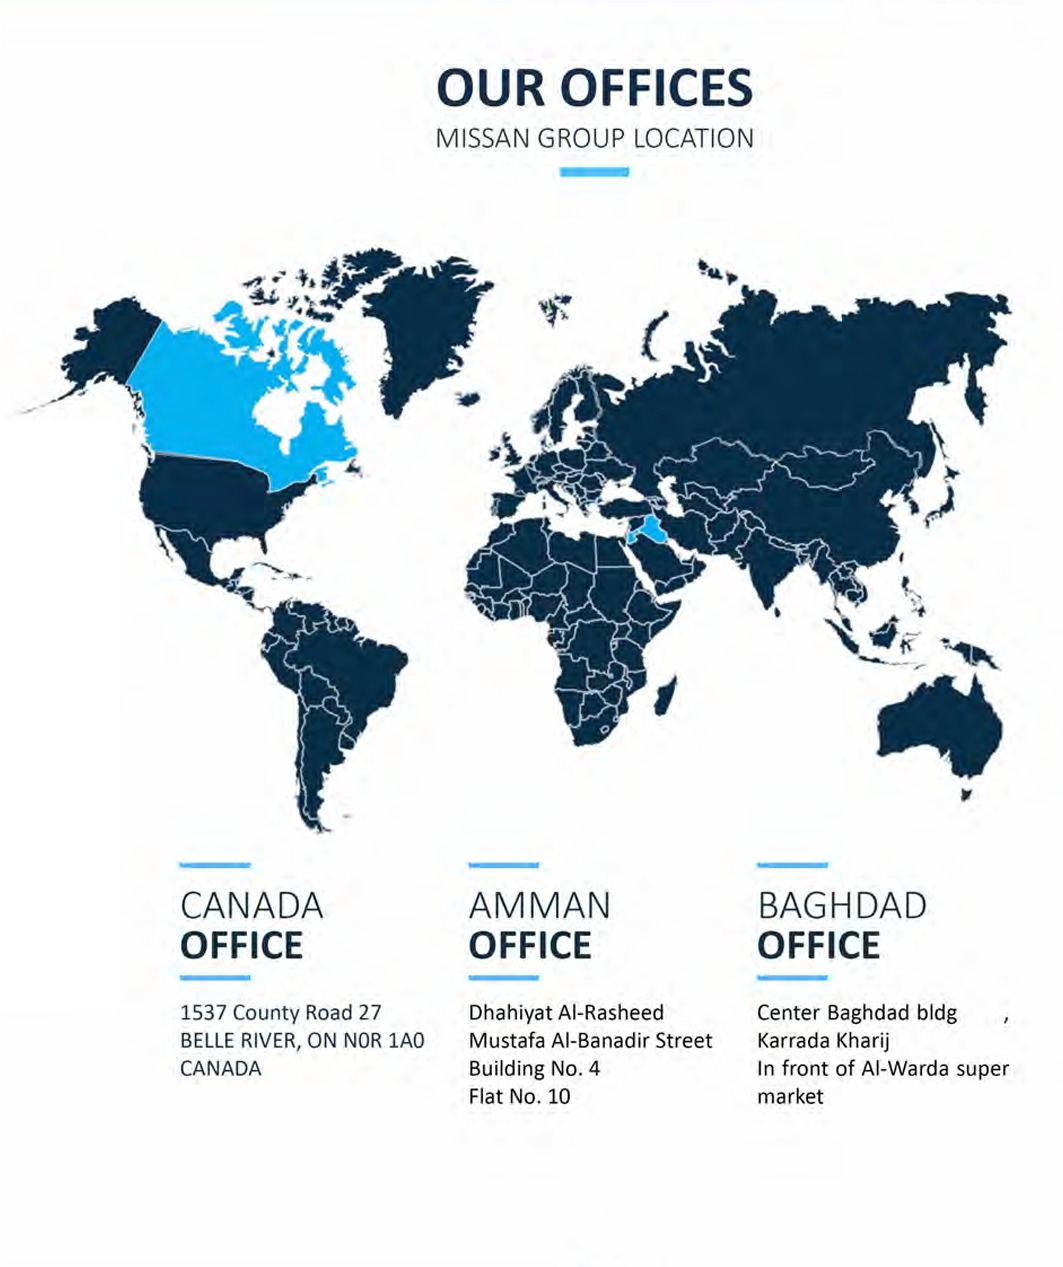 OUR OFFICES
MISSAN GROUP LOCATION
CANADA
OFFICE
1537 County Road 27
BELLE RIVER, ON N0R 1A0
CANADA
AMMAN
OFFICE
Dhahiyat Al-Rasheed
Mustafa Al-Banadir Street
Building No. 4
Flat No. 10
BAGHDAD
OFFICE
Center Baghdad bldg ,
Karrada Kharij
In front of Al-Warda super
market